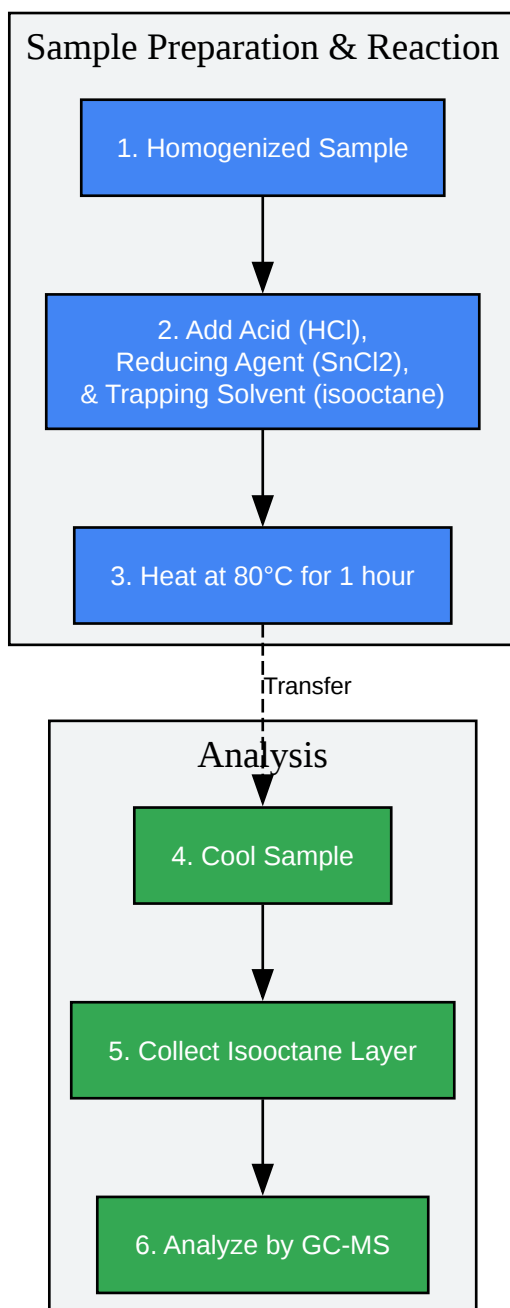 Sample Preparation & Reaction
1. Homogenized Sample
2. Add Acid (HCl),
Reducing Agent (SnCl2),
& Trapping Solvent (isooctane)
3. Heat at 80°C for 1 hour
Transfer
Analysis
4. Cool Sample
5. Collect Isooctane Layer
6. Analyze by GC-MS